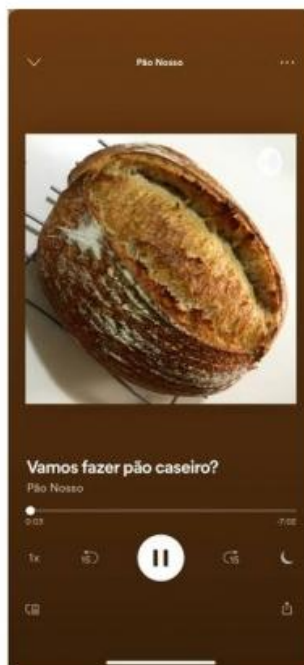 Pão Nosso
Vamos fazer pão caseiro?
Pão Nosso
0:03 -7:02
1x 15 15